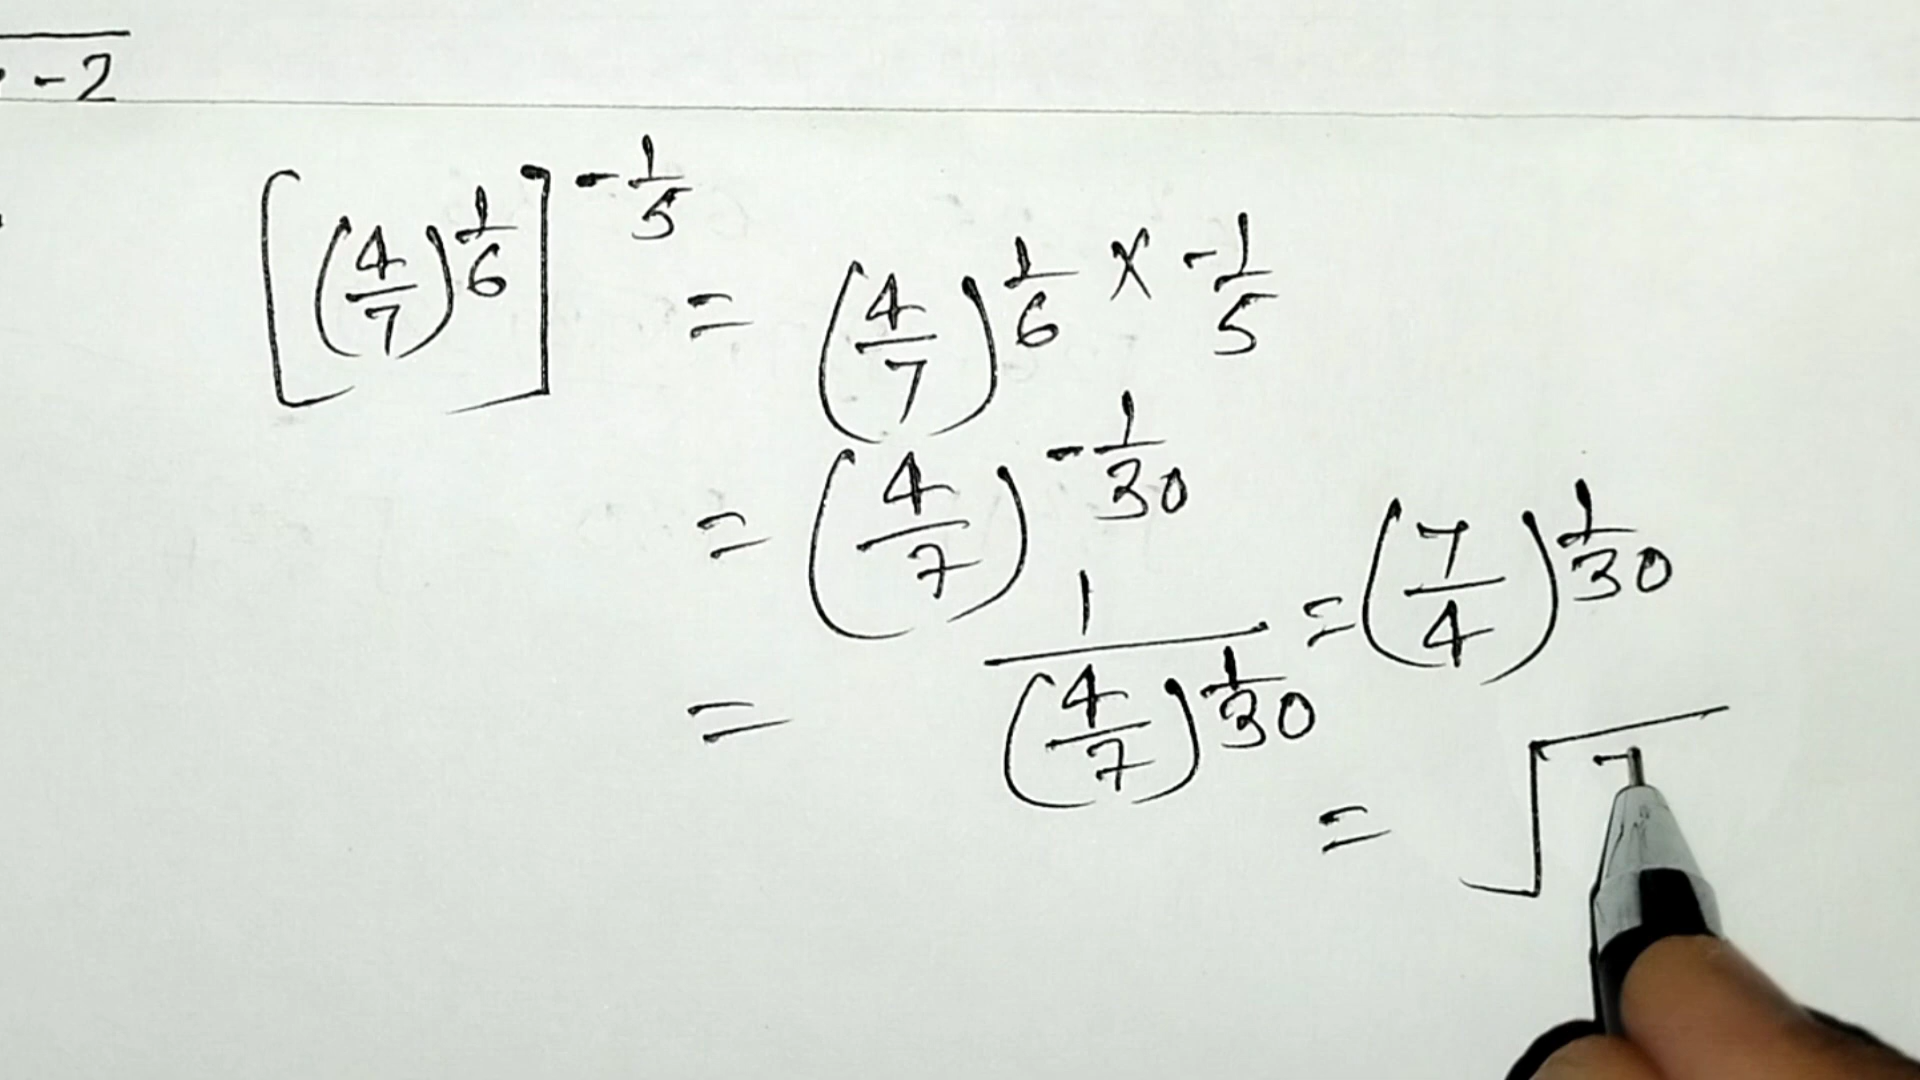 - 2
[(4/7)^(1/6)]^(-1/5) = (4/7)^(1/6 × -1/5)
= (4/7)^(-1/30)
= 1/(4/7)^(1/30) = (7/4)^(1/30)
= √7